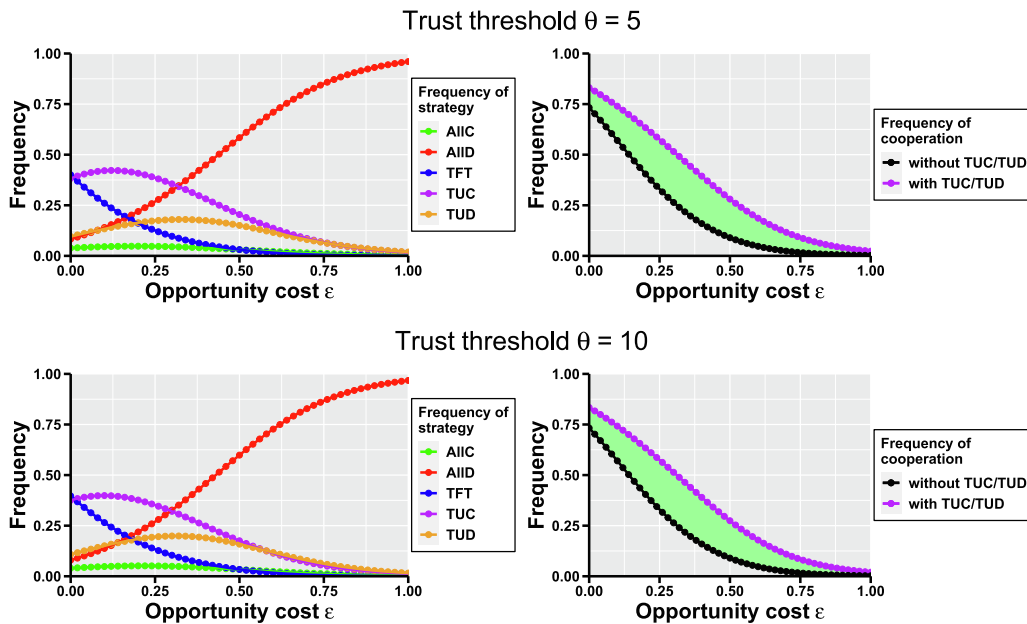 Trust threshold θ = 5
Frequency
1.00
0.75
0.50
0.25
0.00
0.00 0.25 0.50 0.75 1.00
Opportunity cost ε
Frequency of
strategy
AllC
AllD
TFT
TUC
TUD
Frequency
1.00
0.75
0.50
0.25
0.00
0.00 0.25 0.50 0.75 1.00
Opportunity cost ε
Frequency of
cooperation
without TUC/TUD
with TUC/TUD
Trust threshold θ = 10
Frequency
1.00
0.75
0.50
0.25
0.00
0.00 0.25 0.50 0.75 1.00
Opportunity cost ε
Frequency of
strategy
AllC
AllD
TFT
TUC
TUD
Frequency
1.00
0.75
0.50
0.25
0.00
0.00 0.25 0.50 0.75 1.00
Opportunity cost ε
Frequency of
cooperation
without TUC/TUD
with TUC/TUD